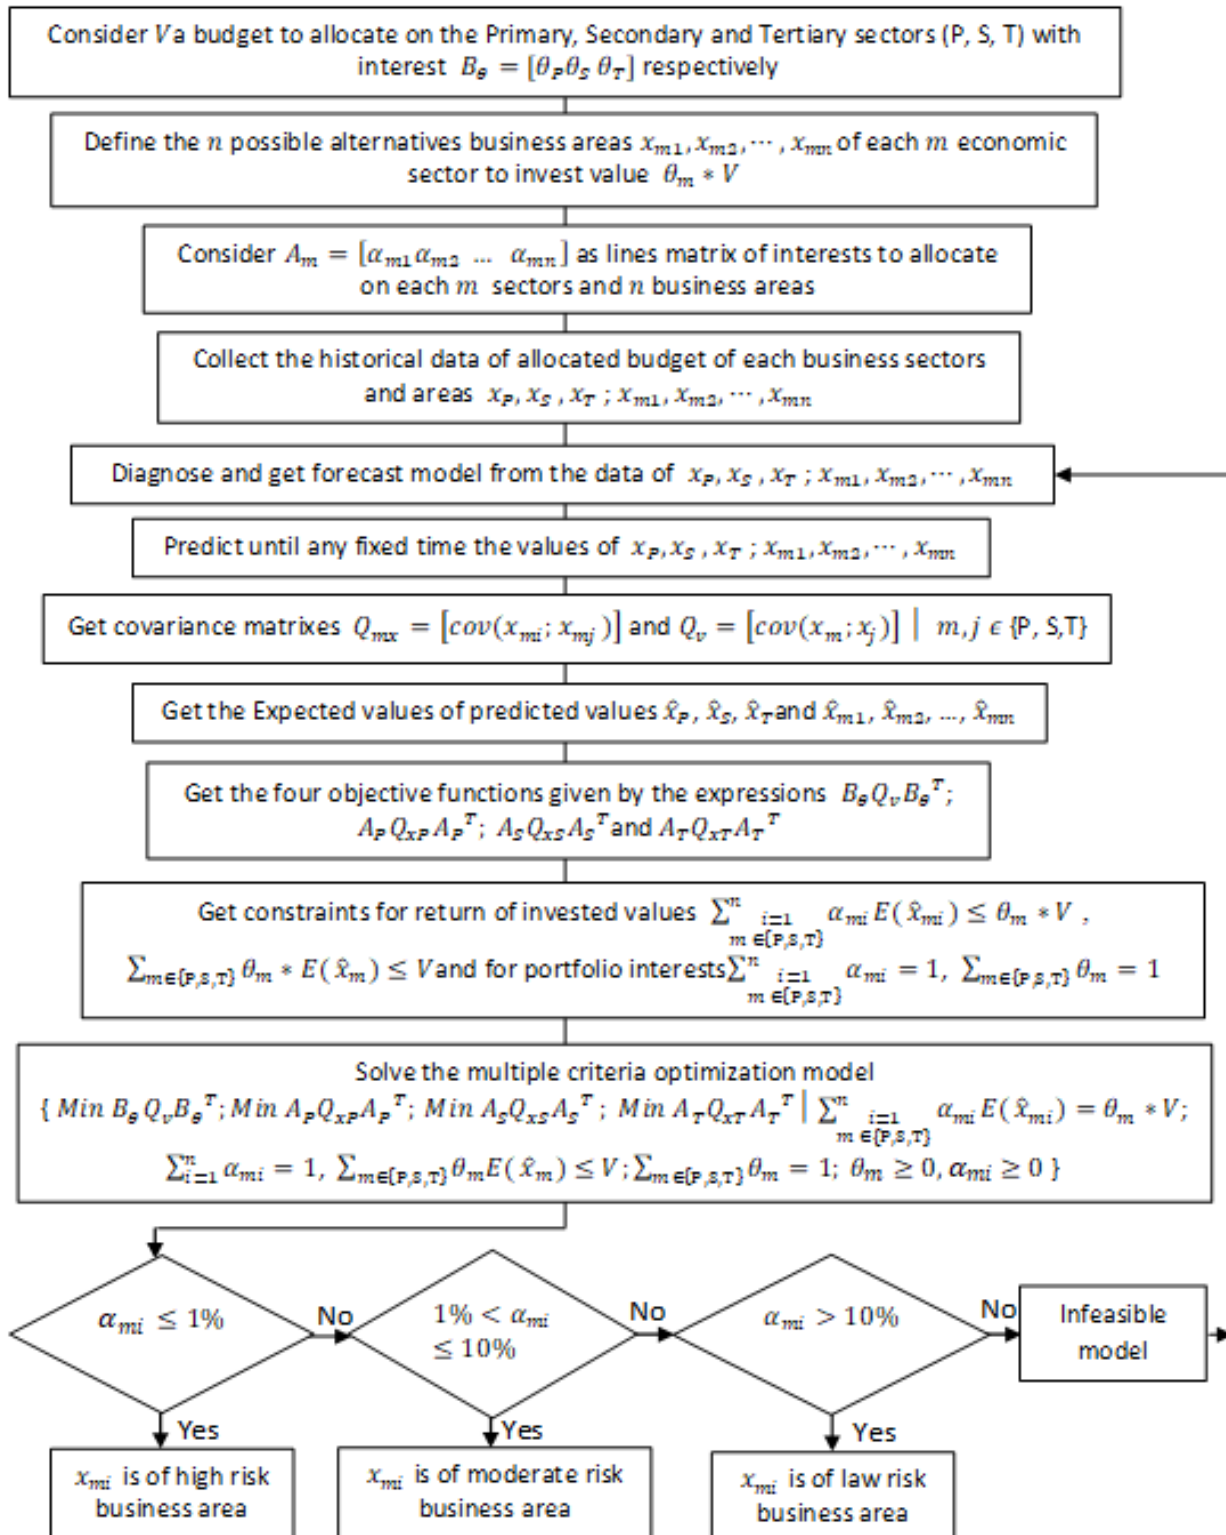 Consider V a budget to allocate on the Primary, Secondary and Tertiary sectors (P, S, T) with
interest B_θ = [θ_P θ_S θ_T] respectively
Define the n possible alternatives business areas x_m1, x_m2, ⋯, x_mn of each m economic
sector to invest value θ_m * V
Consider A_m = [α_m1 α_m2 … α_mn] as lines matrix of interests to allocate
on each m sectors and n business areas
Collect the historical data of allocated budget of each business sectors
and areas x_P, x_S, x_T ; x_m1, x_m2, ⋯, x_mn
Diagnose and get forecast model from the data of x_P, x_S, x_T ; x_m1, x_m2, ⋯, x_mn
Predict until any fixed time the values of x_P, x_S, x_T ; x_m1, x_m2, ⋯, x_mn
Get covariance matrixes Q_mx = [cov(x_mi; x_mj)] and Q_v = [cov(x_m; x_j)] | m, j ϵ {P, S,T}
Get the Expected values of predicted values x̂_P, x̂_S, x̂_T and x̂_m1, x̂_m2, …, x̂_mn
Get the four objective functions given by the expressions B_θ Q_v B_θ^T;
A_P Q_xP A_P^T; A_S Q_xS A_S^T and A_T Q_xT A_T^T
Get constraints for return of invested values ∑^n_{i=1 m∈{P,S,T}} α_mi E(x̂_mi) ≤ θ_m * V ,
∑_{m∈{P,S,T}} θ_m * E(x̂_m) ≤ V and for portfolio interests ∑^n_{i=1 m∈{P,S,T}} α_mi = 1, ∑_{m∈{P,S,T}} θ_m = 1
Solve the multiple criteria optimization model
{ Min B_θ Q_v B_θ^T; Min A_P Q_xP A_P^T; Min A_S Q_xS A_S^T; Min A_T Q_xT A_T^T | ∑^n_{i=1 m∈{P,S,T}} α_mi E(x̂_mi) = θ_m * V;
∑^n_{i=1} α_mi = 1, ∑_{m∈{P,S,T}} θ_m E(x̂_m) ≤ V; ∑_{m∈{P,S,T}} θ_m = 1; θ_m ≥ 0, α_mi ≥ 0 }
α_mi ≤ 1%
No
1% < α_mi
≤ 10%
No
α_mi > 10%
No
Infeasible
model
Yes
Yes
Yes
x_mi is of high risk
business area
x_mi is of moderate risk
business area
x_mi is of law risk
business area